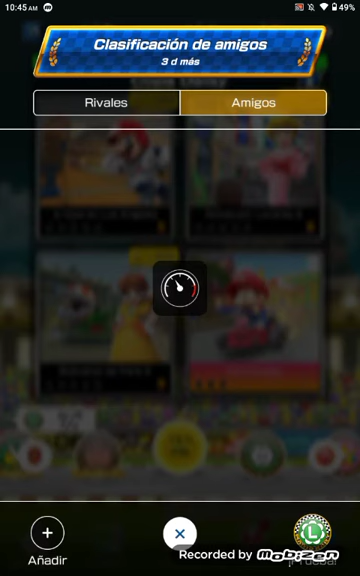 10:45 AM
49%
Clasificación de amigos
3 d más
Rivales
Amigos
L
Añadir
Recorded by Mobizen